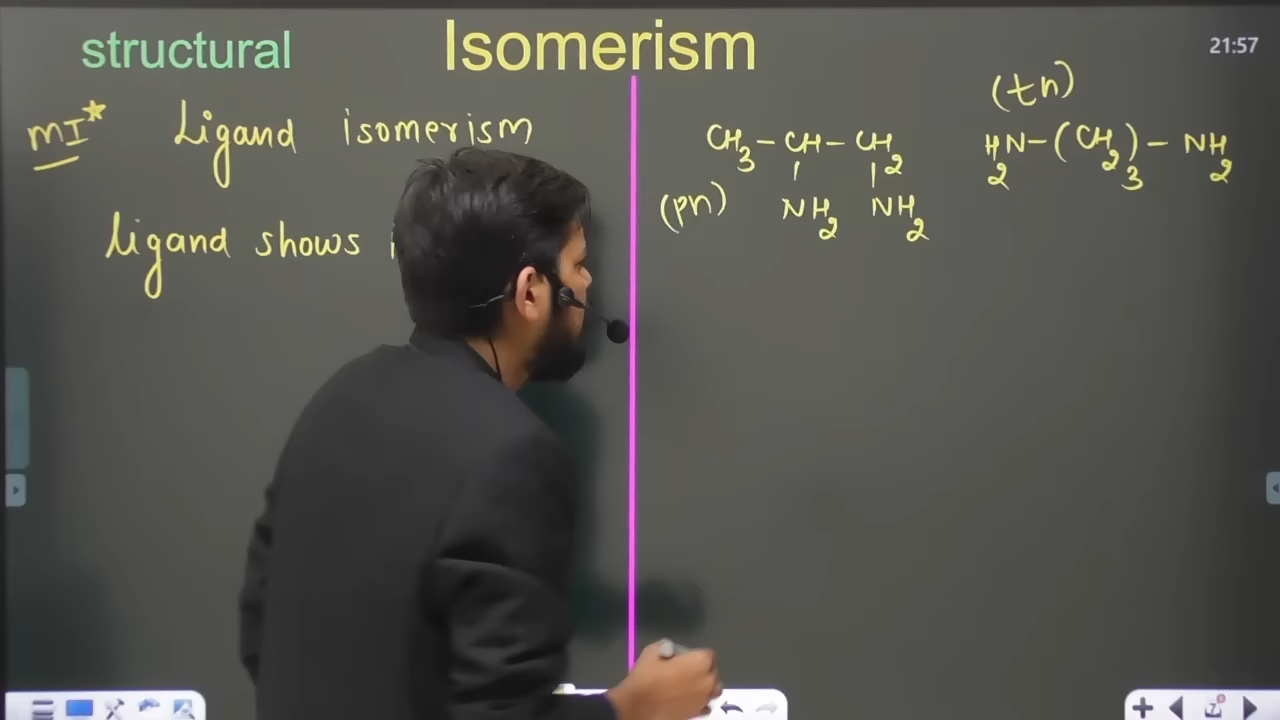 structural Isomerism
21:57
MI* Ligand isomerism
Ligand shows
(tn)
CH3-CH-CH2
H2N-(CH2)3-NH2
(pn) NH2 NH2